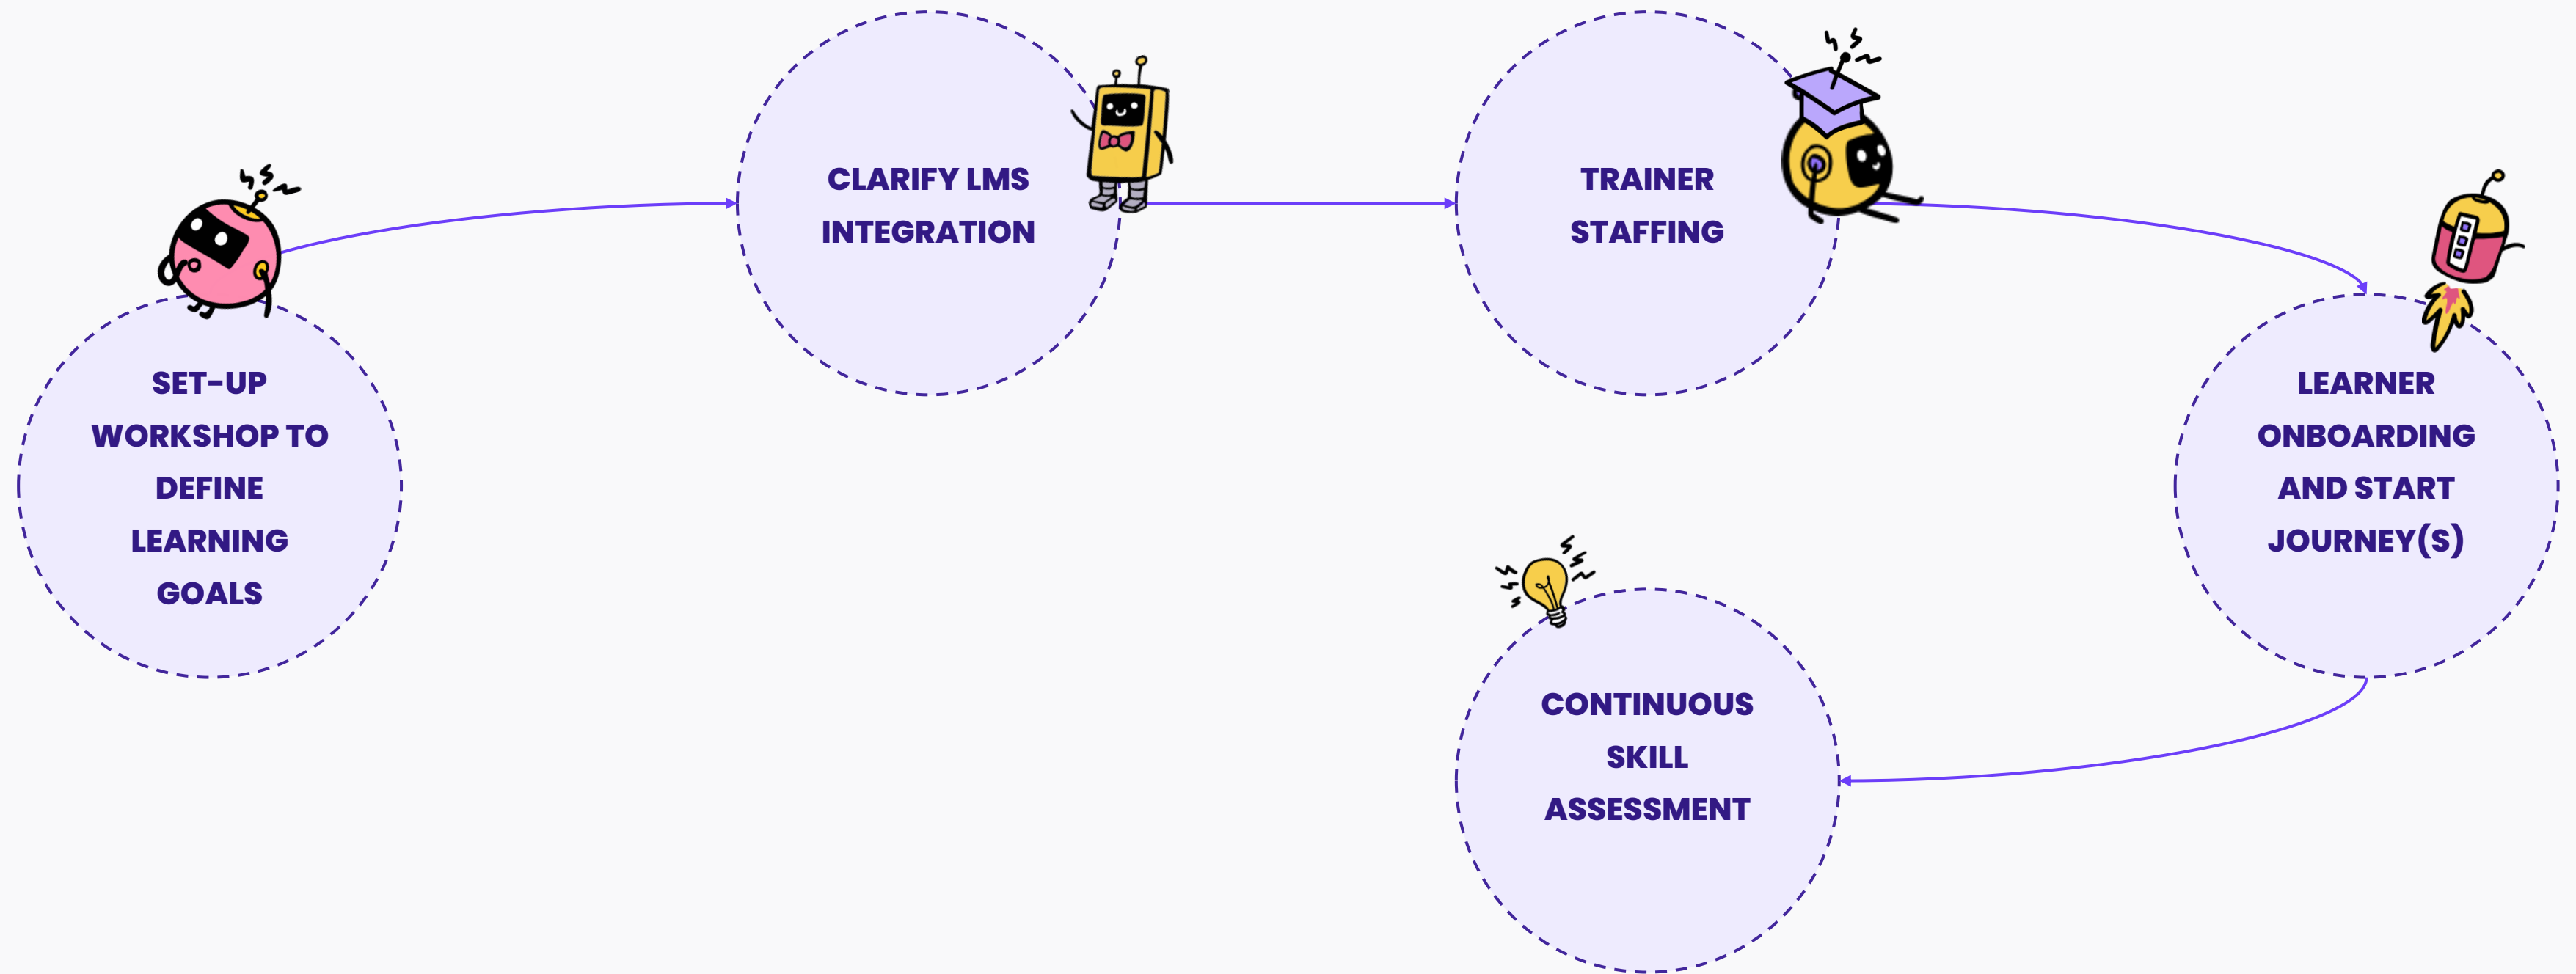 SET-UP
WORKSHOP TO
DEFINE
LEARNING
GOALS
CLARIFY LMS
INTEGRATION
TRAINER
STAFFING
LEARNER
ONBOARDING
AND START
JOURNEY(S)
CONTINUOUS
SKILL
ASSESSMENT